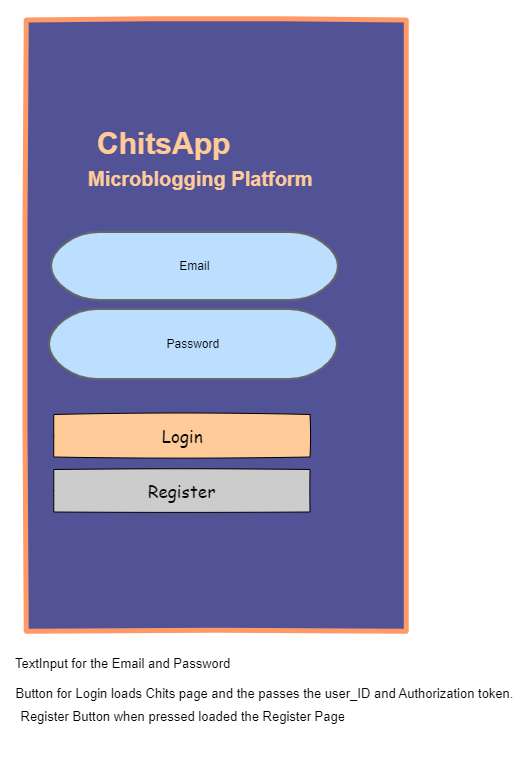 ChitsApp
Microblogging Platform
Email
Password
Login
Register
TextInput for the Email and Password
Button for Login loads Chits page and the passes the user_ID and Authorization token.
Register Button when pressed loaded the Register Page